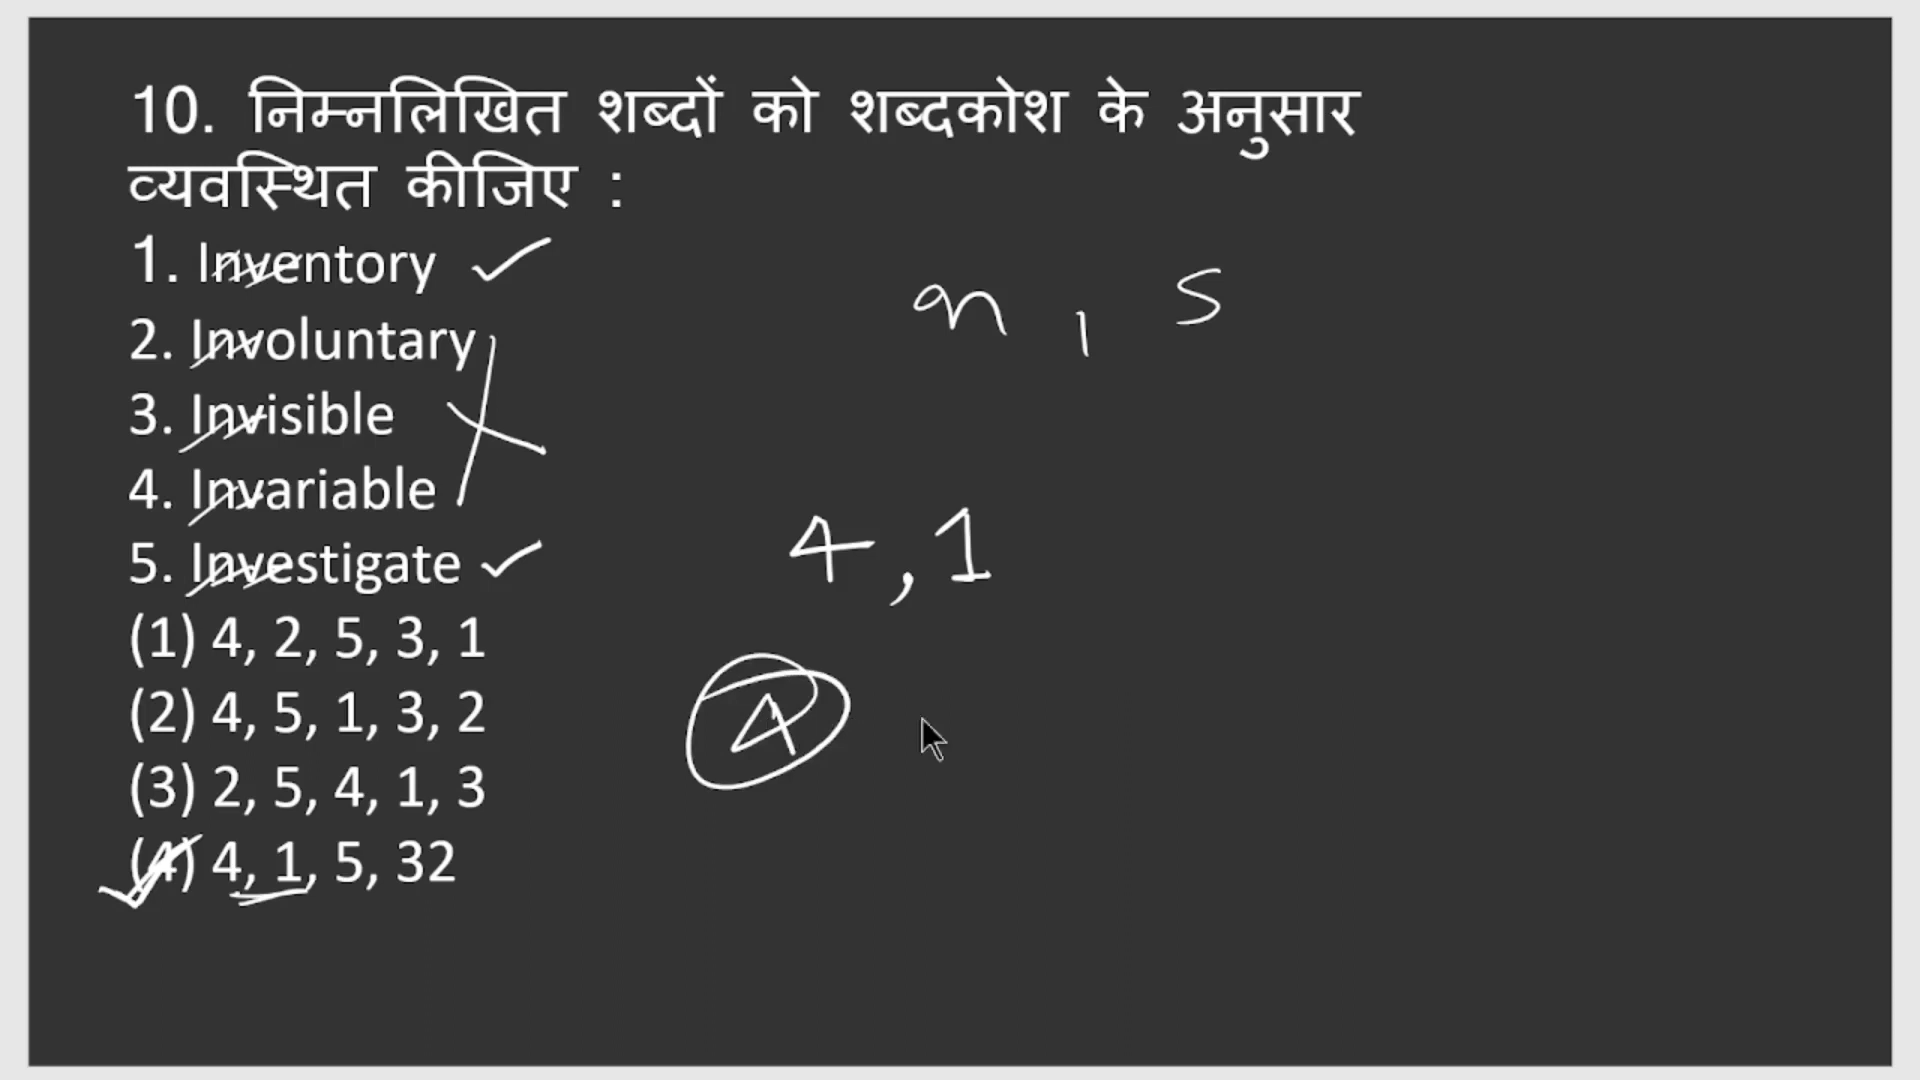 10. निम्नलिखित शब्दों को शब्दकोश के अनुसार
व्यवस्थित कीजिए :
1. Inventory
n , s
2. Involuntary
3. Invisible
4. Invariable
4 , 1
5. Investigate
(1) 4, 2, 5, 3, 1
(2) 4, 5, 1, 3, 2
4
(3) 2, 5, 4, 1, 3
(4) 4, 1, 5, 32